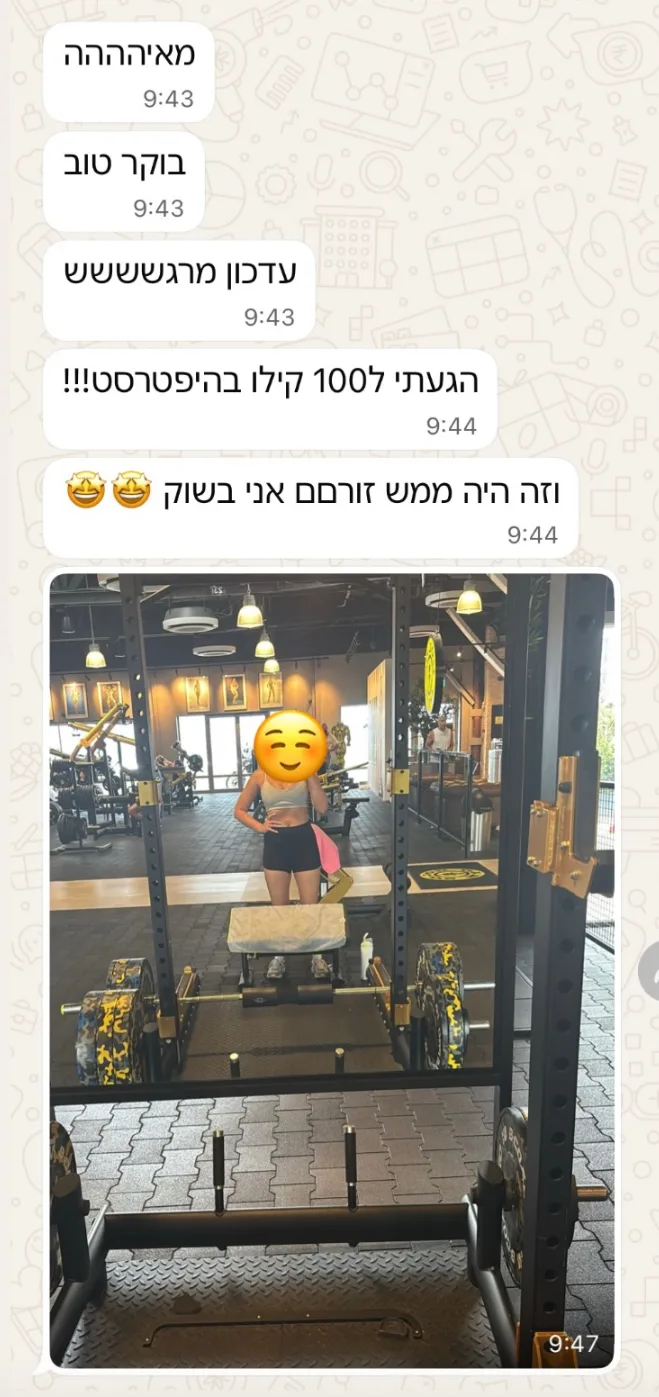 מאיהההה
9:43
בוקר טוב
9:43
עדכון מרגשששש
9:43
הגעתי ל100 קילו בהיפטרסט!!!
9:44
וזה היה ממש זורםם אני בשוק 🤩🤩
9:44
9:47